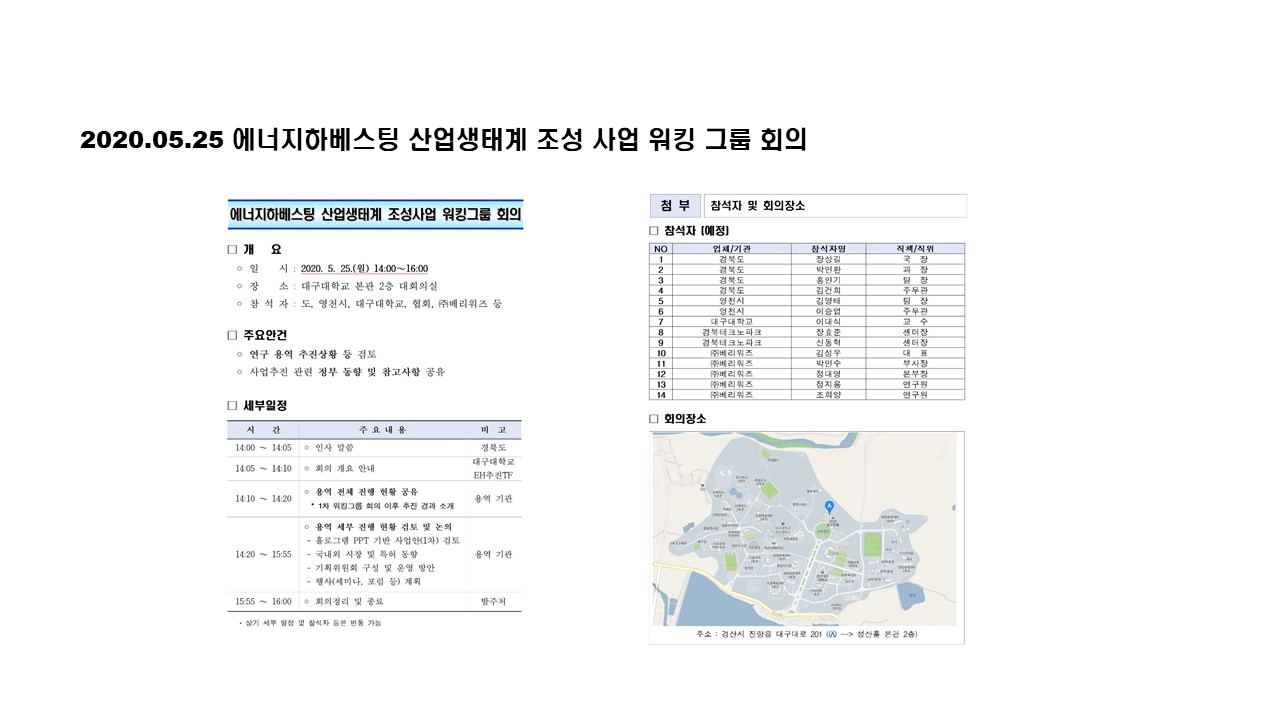 2020.05.25 에너지하베스팅 산업생태계 조성 사업 워킹 그룹 회의
에너지하베스팅 산업생태계 조성사업 워킹그룹 회의
□ 개 요
○ 일 시 : 2020. 5. 25.(월) 14:00~16:00
○ 장 소 : 대구대학교 본관 2층 대회의실
○ 참 석 자 : 도, 영천시, 대구대학교, 협회, ㈜베리워즈 등
□ 주요안건
○ 연구 용역 추진상황 등 검토
○ 사업추진 관련 정부 동향 및 참고사항 공유
□ 세부일정
시 간 주 요 내 용 비 고
14:00 ~ 14:05 ○ 인사 말씀 경북도
14:05 ~ 14:10 ○ 회의 개요 안내 대구대학교
EH추진TF
14:10 ~ 14:20 ○ 용역 전체 진행 현황 공유 용역 기관
* 1차 워킹그룹 회의 이후 추진 경과 소개
14:20 ~ 15:55 ○ 용역 세부 진행 현황 검토 및 논의 용역 기관
- 홀로그램 PPT 기반 사업안(1차) 검토
- 국내외 시장 및 특허 동향
- 기획위원회 구성 및 운영 방안
- 행사(세미나, 포럼 등) 계획
15:55 ~ 16:00 ○ 회의정리 및 종료 발주처
* 상기 세부 일정 및 참석자 등은 변동 가능
첨 부 참석자 및 회의장소
□ 참석자 (예정)
NO 업체/기관 참석자명 직책/직위
1 경북도 장상길 국 장
2 경북도 박인환 과 장
3 경북도 홍인기 팀 장
4 경북도 김건희 주무관
5 영천시 김영태 팀 장
6 영천시 이승엽 주무관
7 대구대학교 이대식 교 수
8 경북테크노파크 장효준 센터장
9 경북테크노파크 신동혁 센터장
10 ㈜베리워즈 김성우 대 표
11 ㈜베리워즈 박민수 부사장
12 ㈜베리워즈 정대영 본부장
13 ㈜베리워즈 정지용 연구원
14 ㈜베리워즈 조희양 연구원
□ 회의장소
A
주소 : 경산시 진량읍 대구대로 201 (A --> 성산홀 본관 2층)